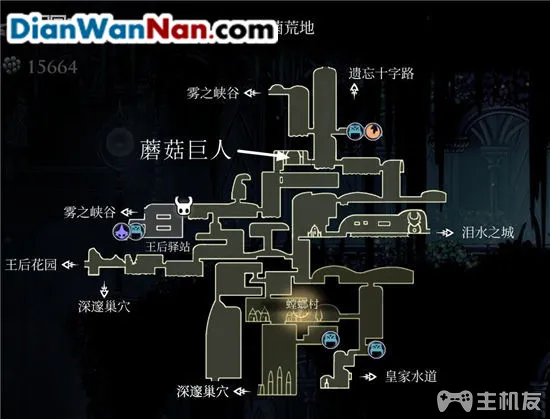 DianWanNan.com
荒地
15664
遗忘十字路
雾之峡谷
蘑菇巨人
雾之峡谷
王后驿站
泪水之城
王后花园
深邃巢穴
螳螂村
深邃巢穴
皇家水道
主机友